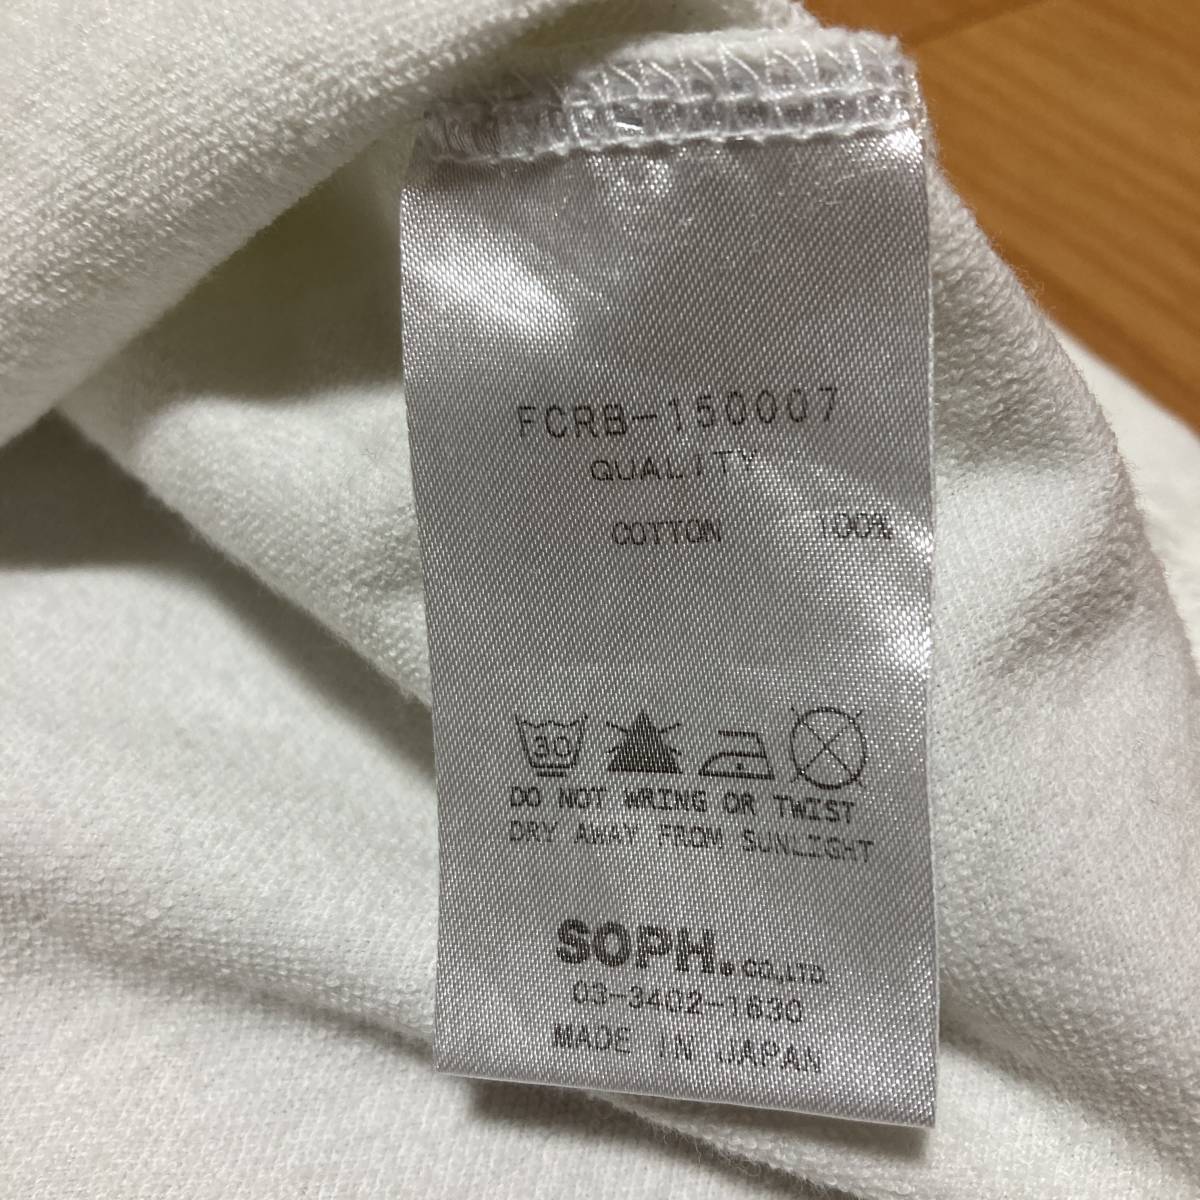 FCRB-150007
QUALITY
COTTON 100%
30
DO NOT WRING OR TWIST
DRY AWAY FROM SUNLIGHT
SOPH.CO.,LTD.
03-3402-1630
MADE IN JAPAN